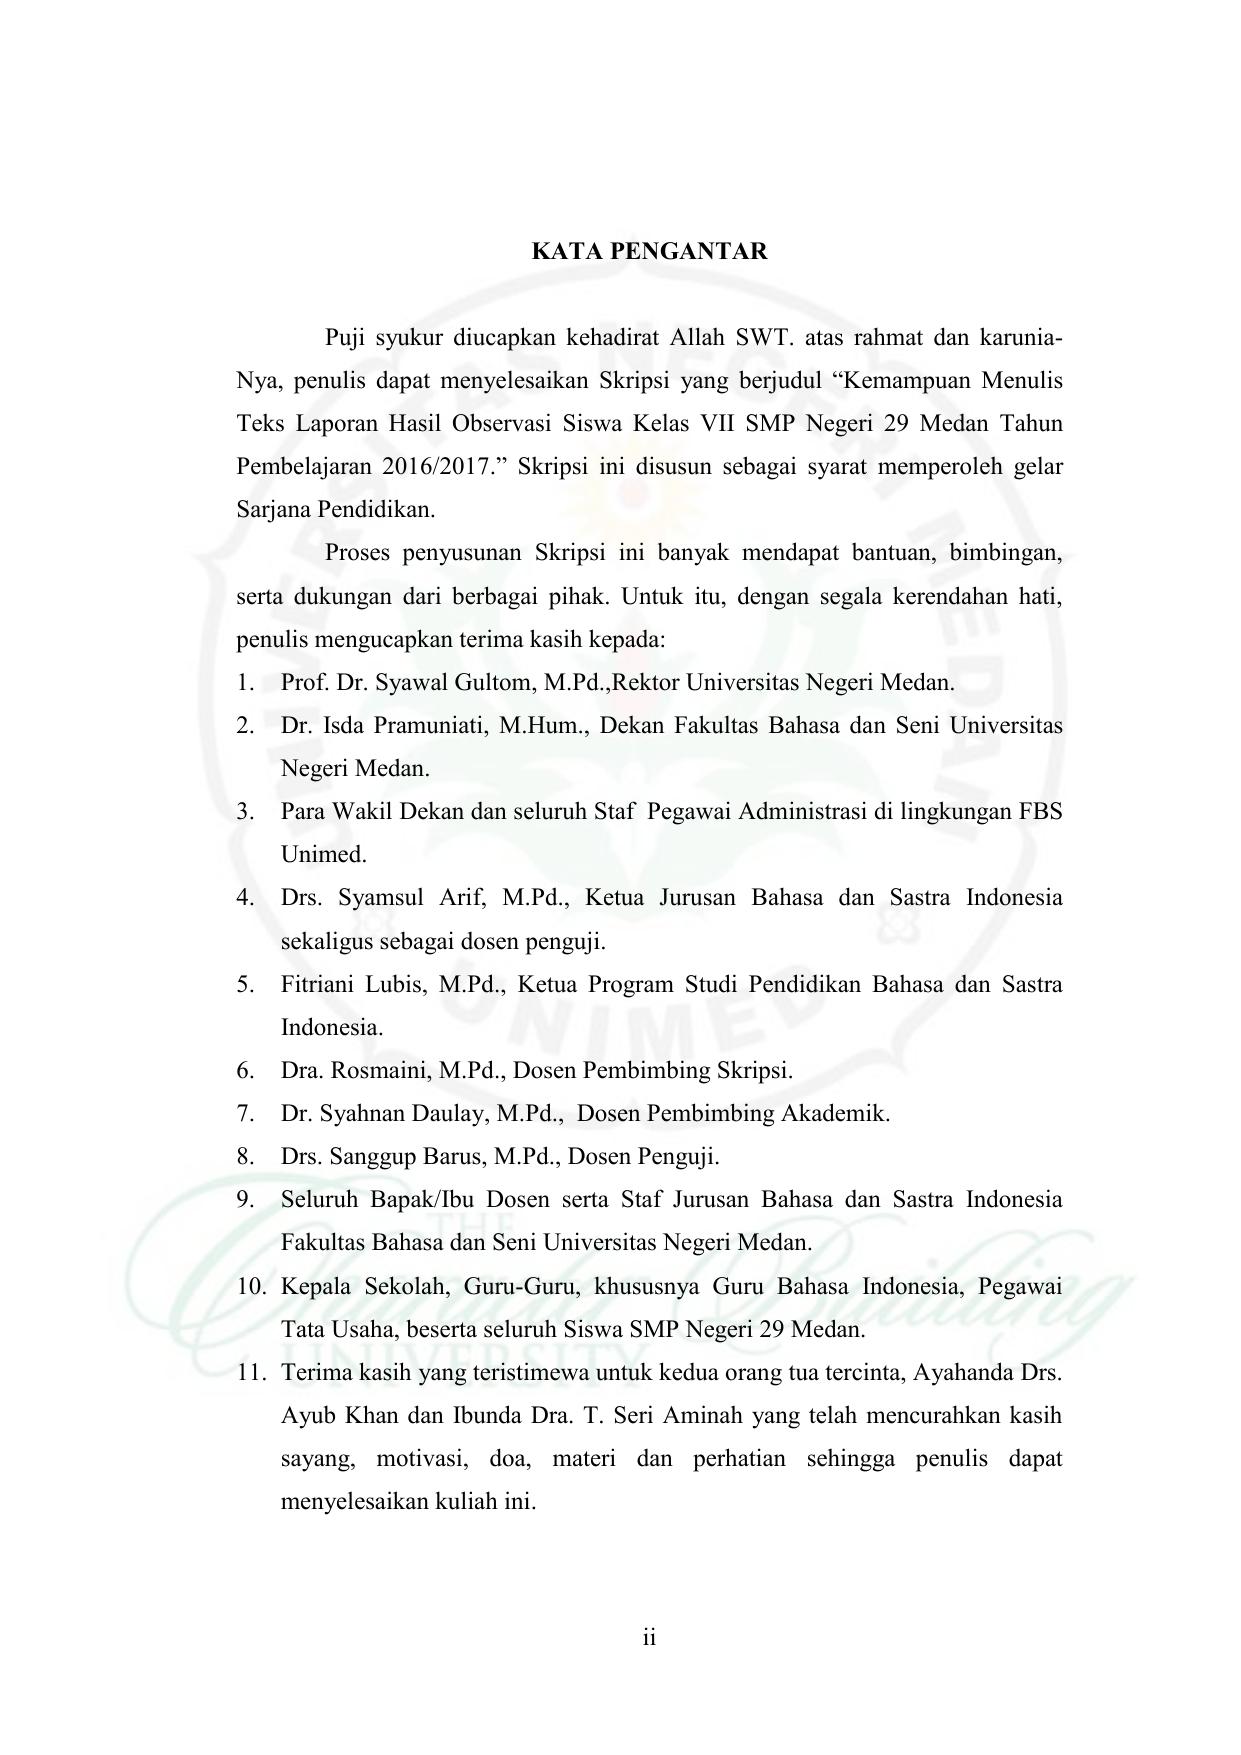 KATA PENGANTAR
Puji syukur diucapkan kehadirat Allah SWT. atas rahmat dan karunia-
Nya, penulis dapat menyelesaikan Skripsi yang berjudul “Kemampuan Menulis
Teks Laporan Hasil Observasi Siswa Kelas VII SMP Negeri 29 Medan Tahun
Pembelajaran 2016/2017.” Skripsi ini disusun sebagai syarat memperoleh gelar
Sarjana Pendidikan.
Proses penyusunan Skripsi ini banyak mendapat bantuan, bimbingan,
serta dukungan dari berbagai pihak. Untuk itu, dengan segala kerendahan hati,
penulis mengucapkan terima kasih kepada:
1. Prof. Dr. Syawal Gultom, M.Pd.,Rektor Universitas Negeri Medan.
2. Dr. Isda Pramuniati, M.Hum., Dekan Fakultas Bahasa dan Seni Universitas
Negeri Medan.
3. Para Wakil Dekan dan seluruh Staf Pegawai Administrasi di lingkungan FBS
Unimed.
4. Drs. Syamsul Arif, M.Pd., Ketua Jurusan Bahasa dan Sastra Indonesia
sekaligus sebagai dosen penguji.
5. Fitriani Lubis, M.Pd., Ketua Program Studi Pendidikan Bahasa dan Sastra
Indonesia.
6. Dra. Rosmaini, M.Pd., Dosen Pembimbing Skripsi.
7. Dr. Syahnan Daulay, M.Pd., Dosen Pembimbing Akademik.
8. Drs. Sanggup Barus, M.Pd., Dosen Penguji.
9. Seluruh Bapak/Ibu Dosen serta Staf Jurusan Bahasa dan Sastra Indonesia
Fakultas Bahasa dan Seni Universitas Negeri Medan.
10. Kepala Sekolah, Guru-Guru, khususnya Guru Bahasa Indonesia, Pegawai
Tata Usaha, beserta seluruh Siswa SMP Negeri 29 Medan.
11. Terima kasih yang teristimewa untuk kedua orang tua tercinta, Ayahanda Drs.
Ayub Khan dan Ibunda Dra. T. Seri Aminah yang telah mencurahkan kasih
sayang, motivasi, doa, materi dan perhatian sehingga penulis dapat
menyelesaikan kuliah ini.
ii
UNIVERSITAS NEGERI MEDAN
UNIMED
THE
Character Building
UNIVERSITY